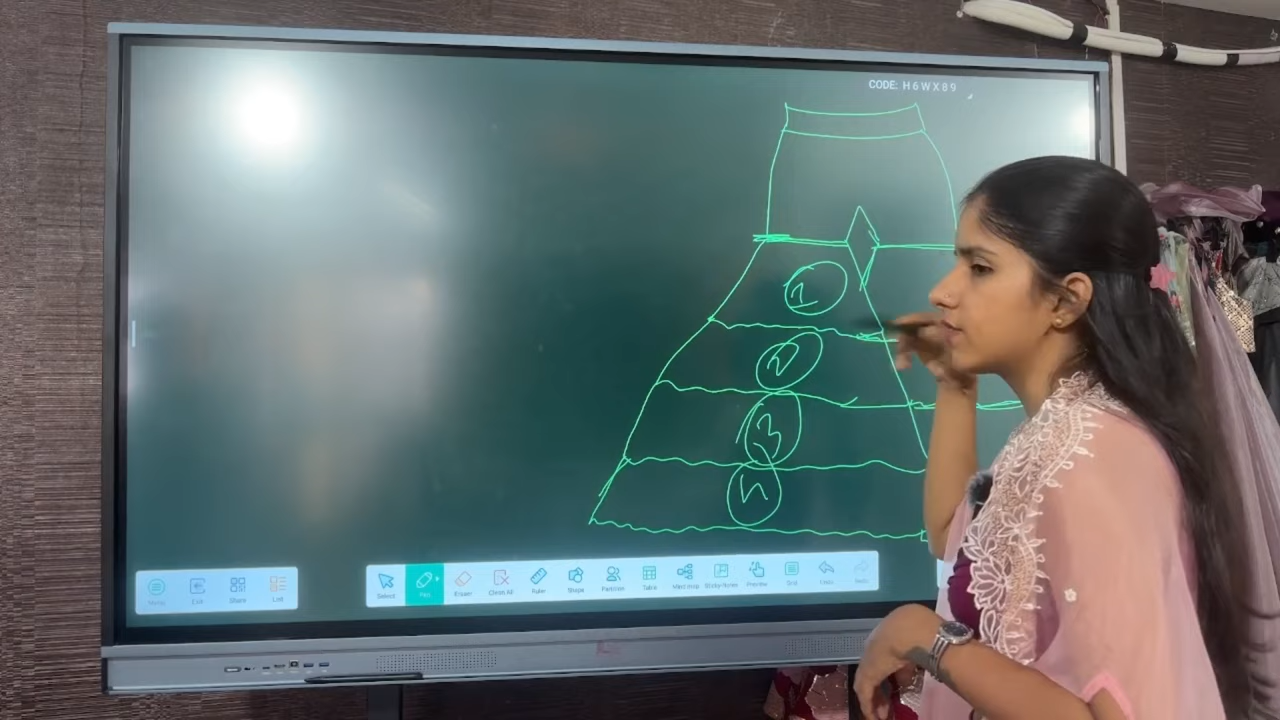 CODE: H6WX89
1
2
3
Menu Exit Share List
Select Pen Eraser Clean All Ruler Shape Partition Table Mind map Sticky Notes Preview Grid Undo Redo